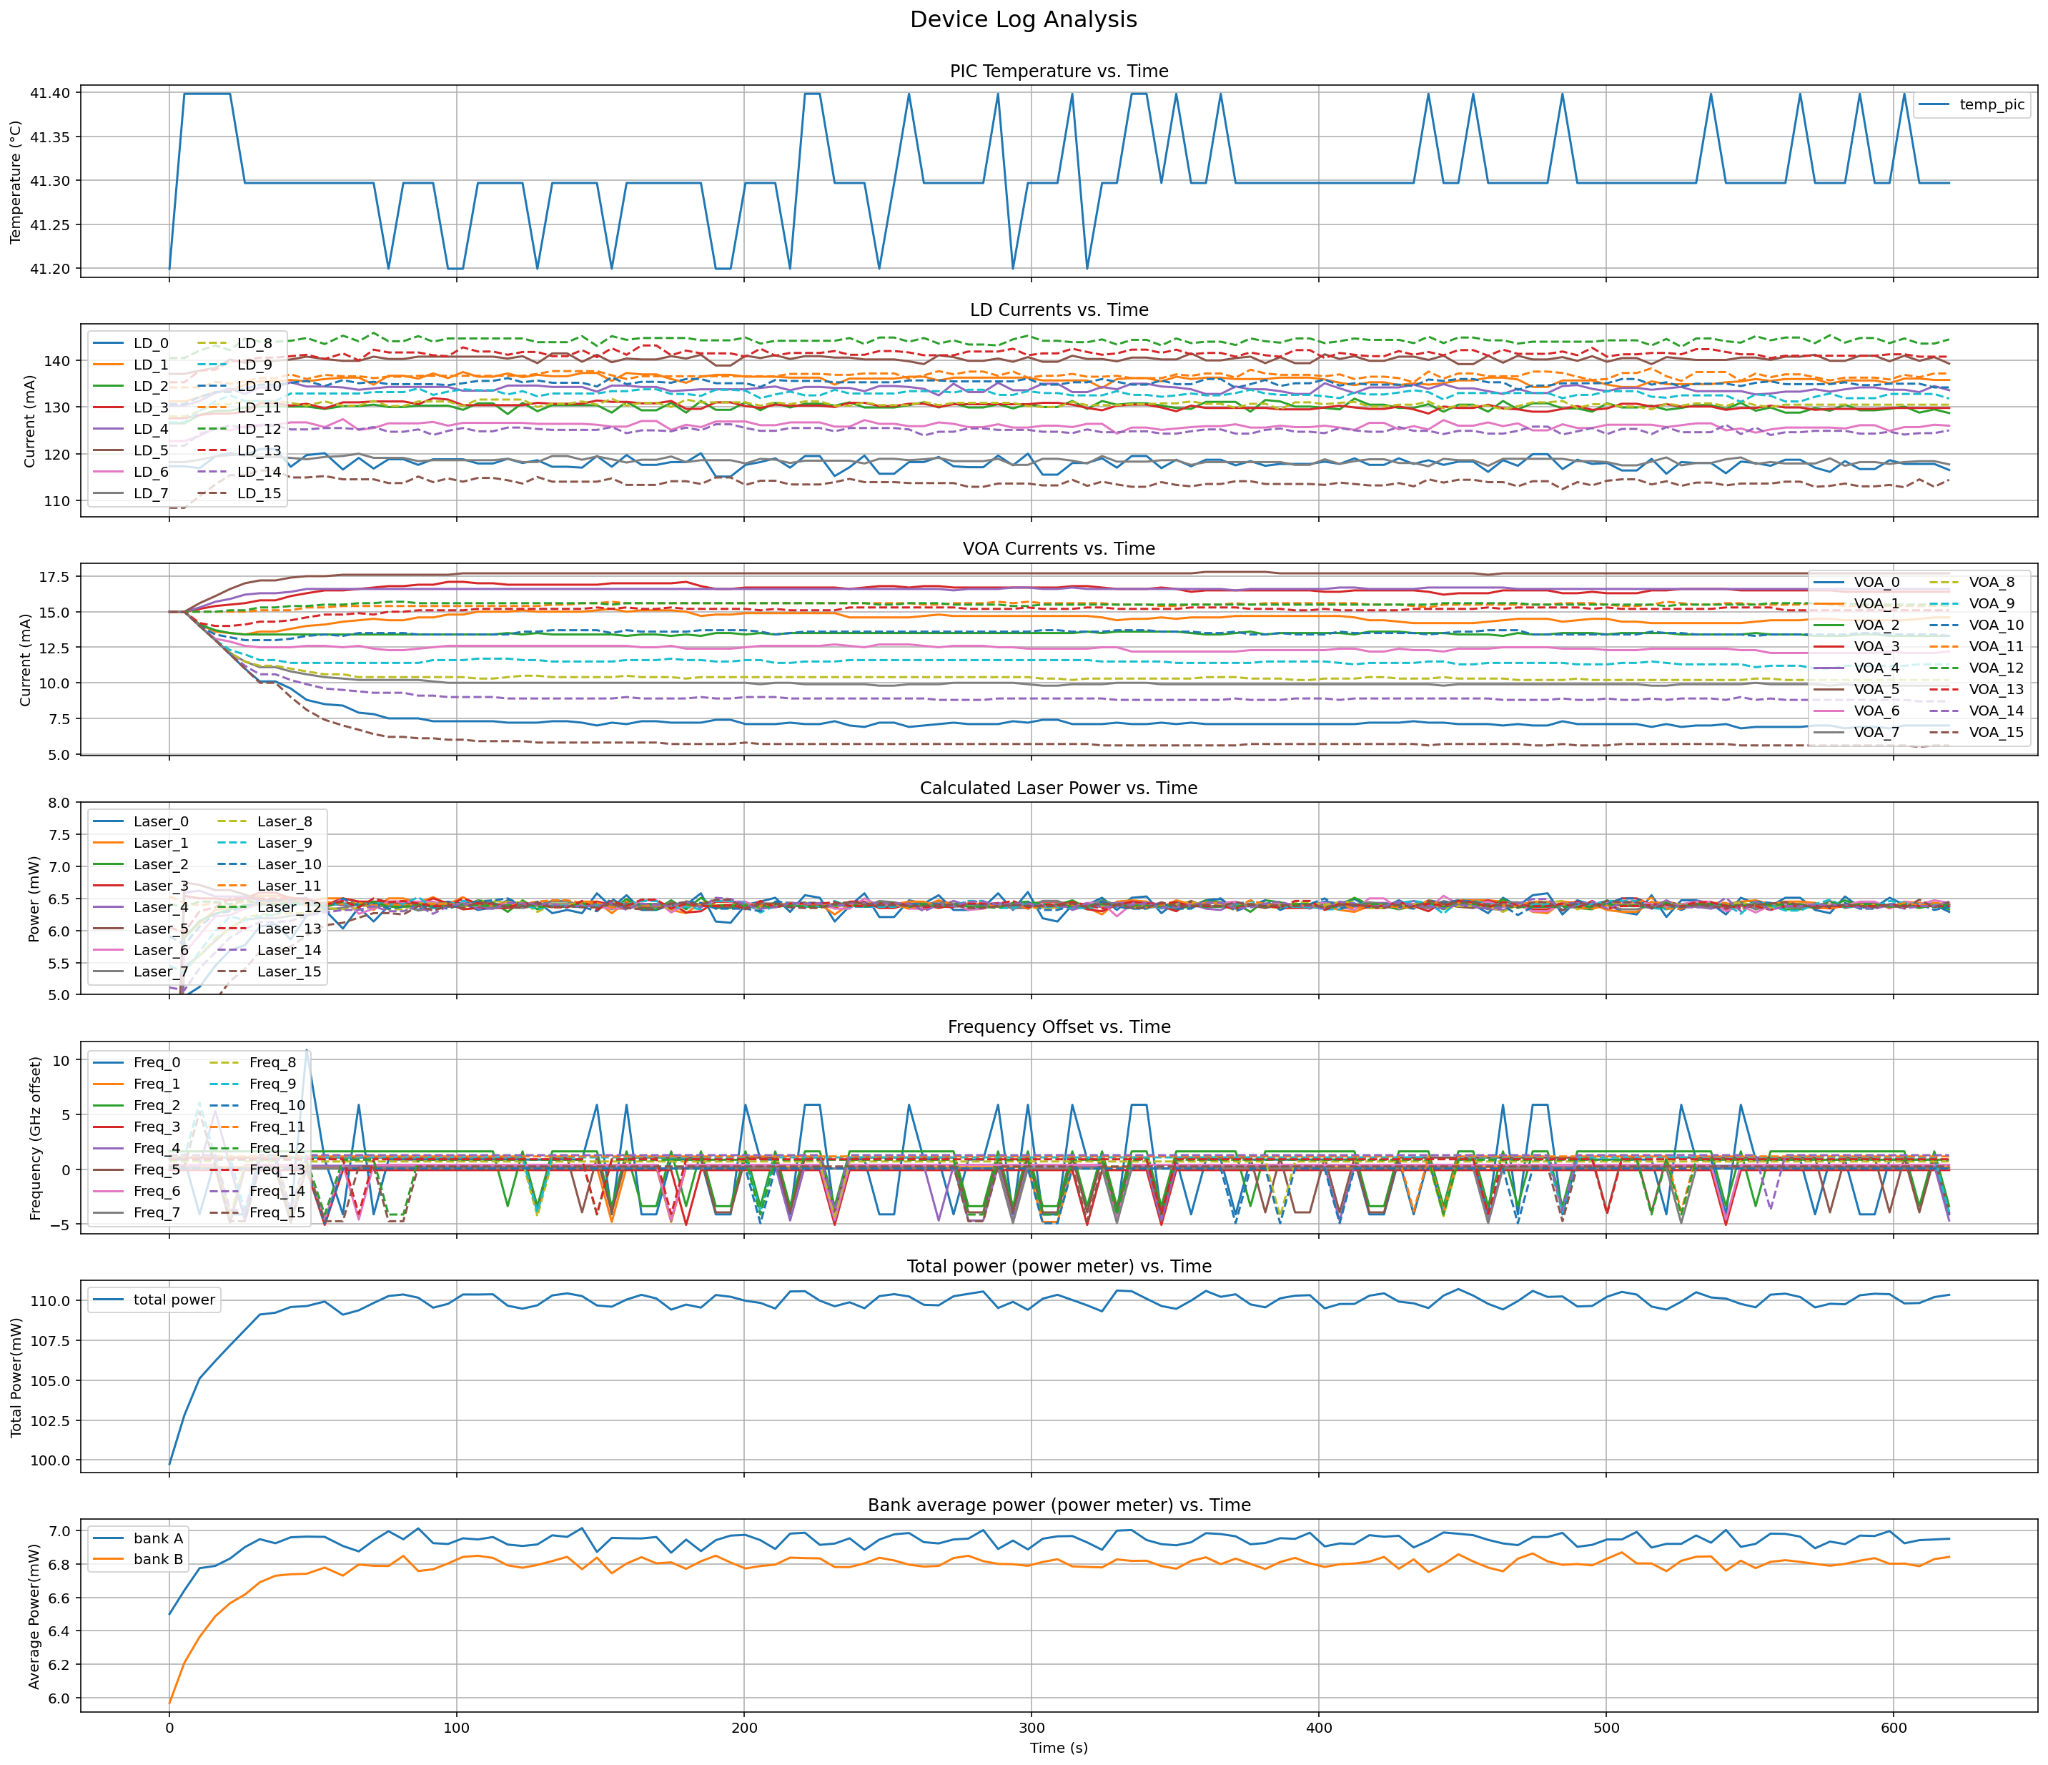 Device Log Analysis
PIC Temperature vs. Time
Temperature (°C)
41.40
41.35
41.30
41.25
41.20
temp_pic
LD Currents vs. Time
Current (mA)
140
130
120
110
LD_0 LD_8
LD_1 LD_9
LD_2 LD_10
LD_3 LD_11
LD_4 LD_12
LD_5 LD_13
LD_6 LD_14
LD_7 LD_15
VOA Currents vs. Time
Current (mA)
17.5
15.0
12.5
10.0
7.5
5.0
VOA_0 VOA_8
VOA_1 VOA_9
VOA_2 VOA_10
VOA_3 VOA_11
VOA_4 VOA_12
VOA_5 VOA_13
VOA_6 VOA_14
VOA_7 VOA_15
Calculated Laser Power vs. Time
Power (mW)
8.0
7.5
7.0
6.5
6.0
5.5
5.0
Laser_0 Laser_8
Laser_1 Laser_9
Laser_2 Laser_10
Laser_3 Laser_11
Laser_4 Laser_12
Laser_5 Laser_13
Laser_6 Laser_14
Laser_7 Laser_15
Frequency Offset vs. Time
Frequency (GHz offset)
10
5
0
−5
Freq_0 Freq_8
Freq_1 Freq_9
Freq_2 Freq_10
Freq_3 Freq_11
Freq_4 Freq_12
Freq_5 Freq_13
Freq_6 Freq_14
Freq_7 Freq_15
Total power (power meter) vs. Time
Total Power(mW)
110.0
107.5
105.0
102.5
100.0
total power
Bank average power (power meter) vs. Time
Average Power(mW)
7.0
6.8
6.6
6.4
6.2
6.0
bank A
bank B
0 100 200 300 400 500 600
Time (s)